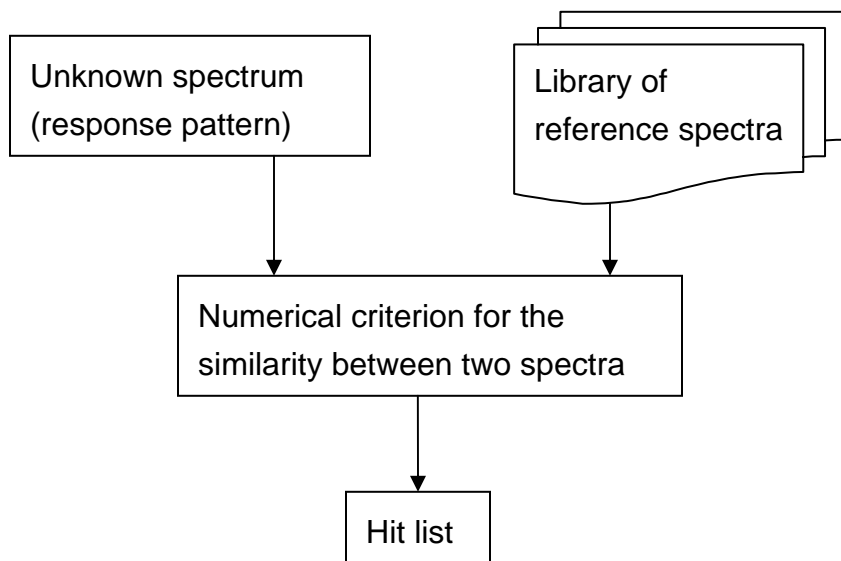 Unknown spectrum
(response pattern)
Library of
reference spectra
Numerical criterion for the
similarity between two spectra
Hit list